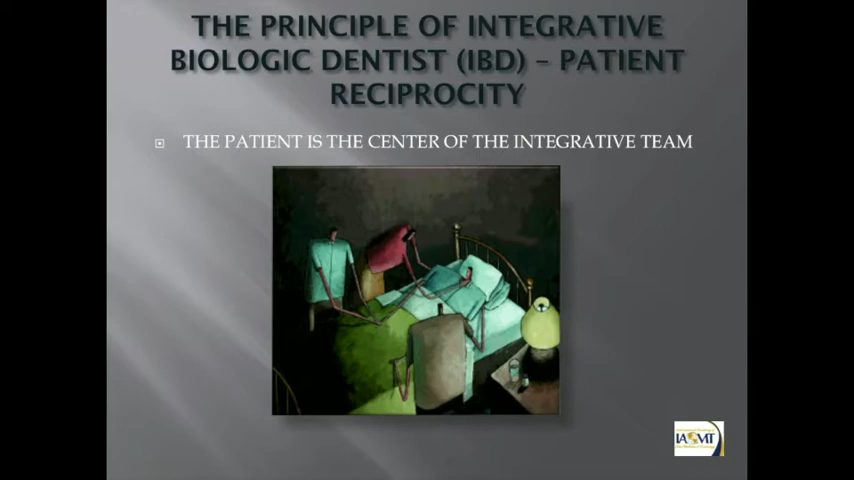 THE PRINCIPLE OF INTEGRATIVE
BIOLOGIC DENTIST (IBD) – PATIENT
RECIPROCITY
THE PATIENT IS THE CENTER OF THE INTEGRATIVE TEAM
IAOMT